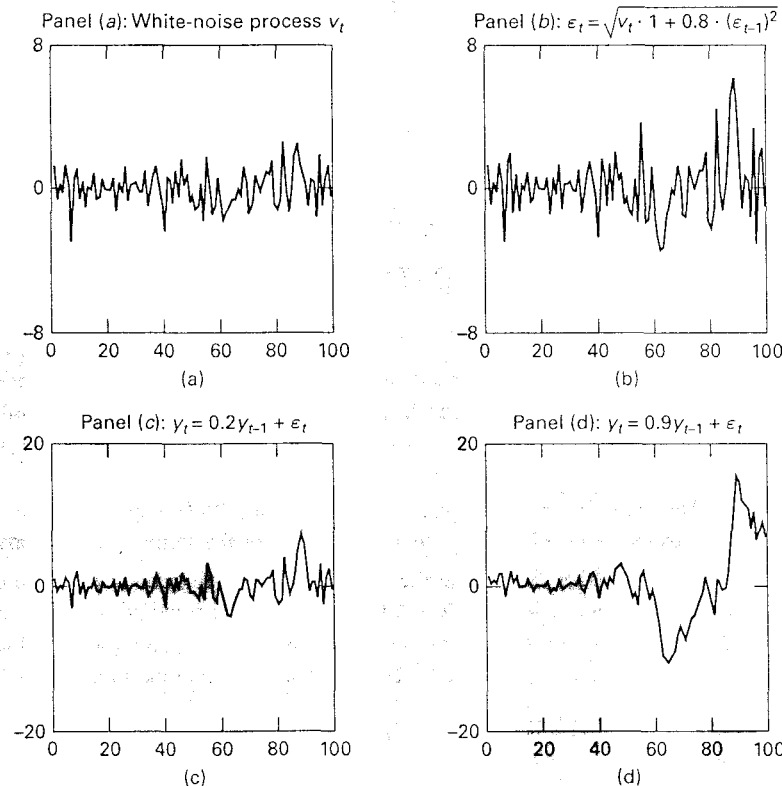 Panel (a): White-noise process v_t
8
0
−8
0 20 40 60 80 100
(a)
Panel (b): ε_t = √v_t · 1 + 0.8 · (ε_{t−1})²
8
0
−8
0 20 40 60 80 100
(b)
Panel (c): y_t = 0.2y_{t−1} + ε_t
20
0
−20
0 20 40 60 80 100
(c)
Panel (d): y_t = 0.9y_{t−1} + ε_t
20
0
−20
0 20 40 60 80 100
(d)